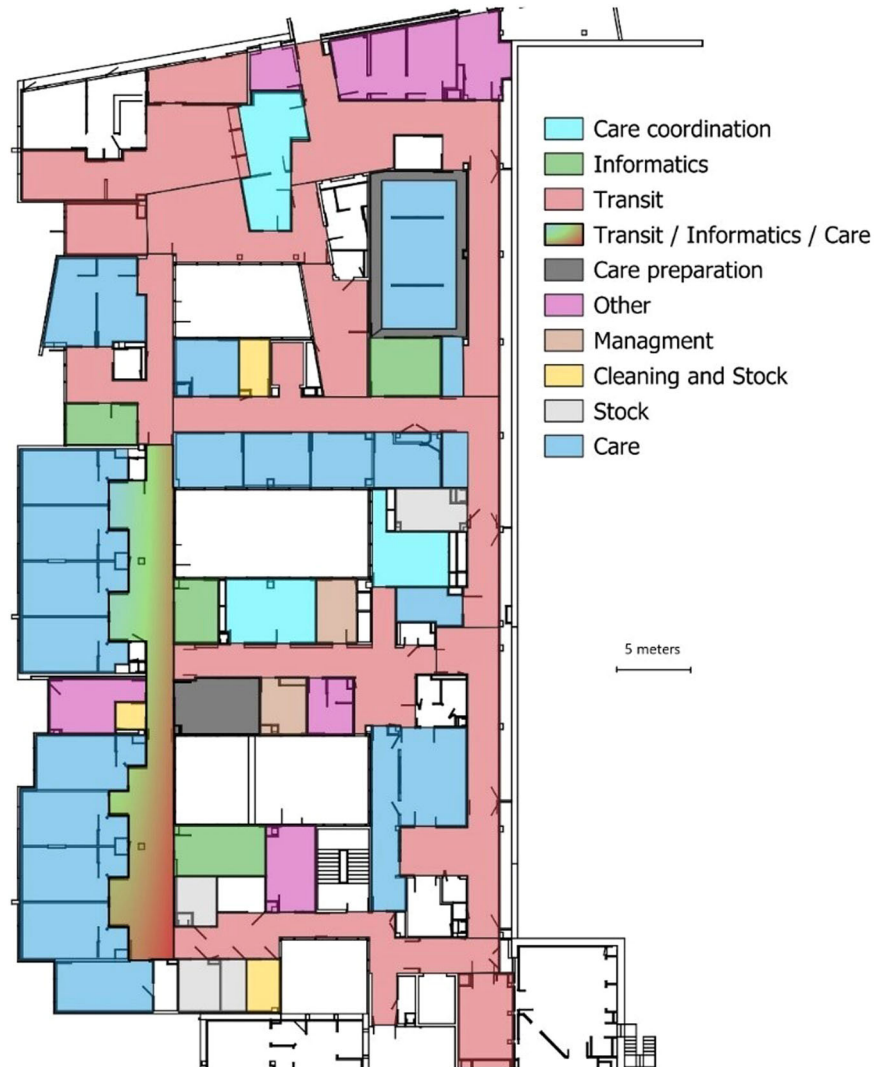 Care coordination
Informatics
Transit
Transit / Informatics / Care
Care preparation
Other
Managment
Cleaning and Stock
Stock
Care
5 meters